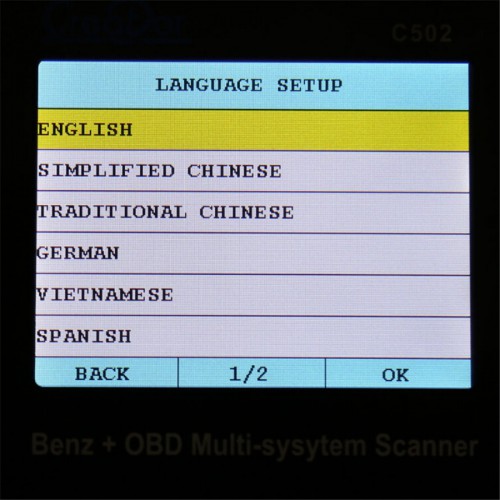 C502
LANGUAGE SETUP
ENGLISH
SIMPLIFIED CHINESE
TRADITIONAL CHINESE
GERMAN
VIETNAMESE
SPANISH
BACK 1/2 OK
Benz + OBD Multi-sysytem Scanner